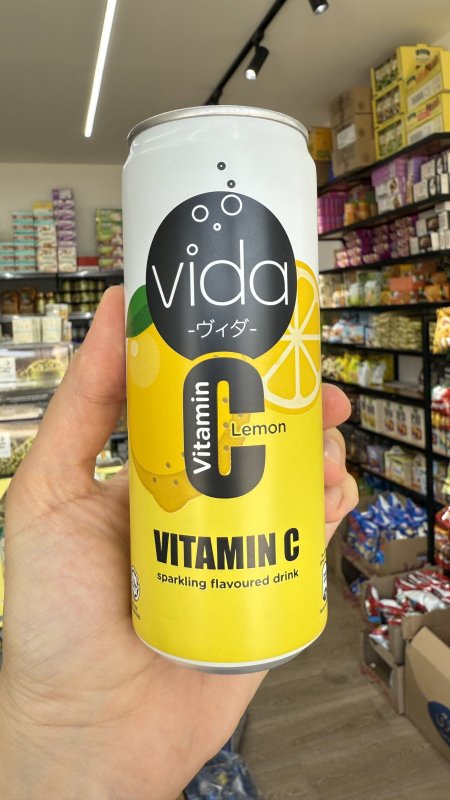 vida
-ヴィダ-
Vitamin
C
Lemon
VITAMIN C
sparkling flavoured drink